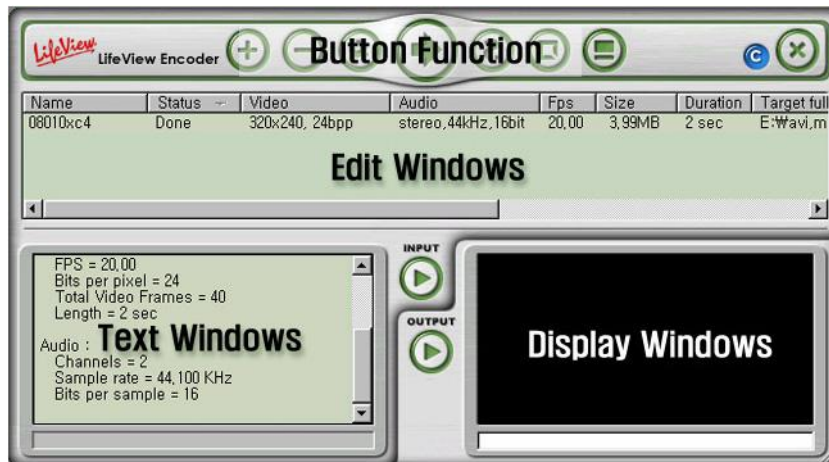 LifeView
LifeView Encoder
Button Function
C
Name Status Video Audio Fps Size Duration Target full
08010xc4 Done 320x240, 24bpp stereo,44kHz,16bit 20,00 3,99MB 2 sec E:₩avi,m
Edit Windows
INPUT
FPS = 20,00
Bits per pixel = 24
Total Video Frames = 40
Length = 2 sec
OUTPUT
Text Windows
Display Windows
Audio :
Channels = 2
Sample rate = 44,100 KHz
Bits per sample = 16